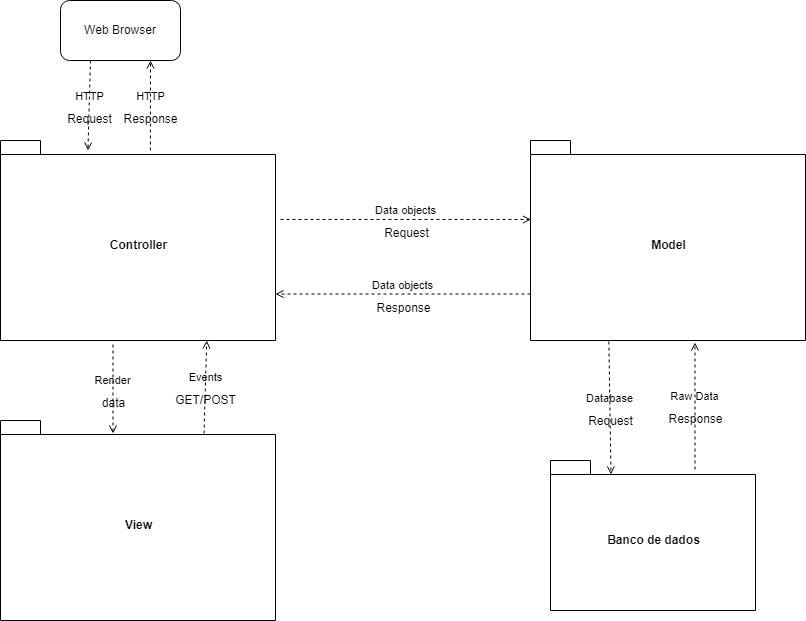 Web Browser
HTTP
Request
HTTP
Response
Controller
Data objects
Request
Data objects
Response
Model
Render
data
Events
GET/POST
Database
Request
Raw Data
Response
View
Banco de dados